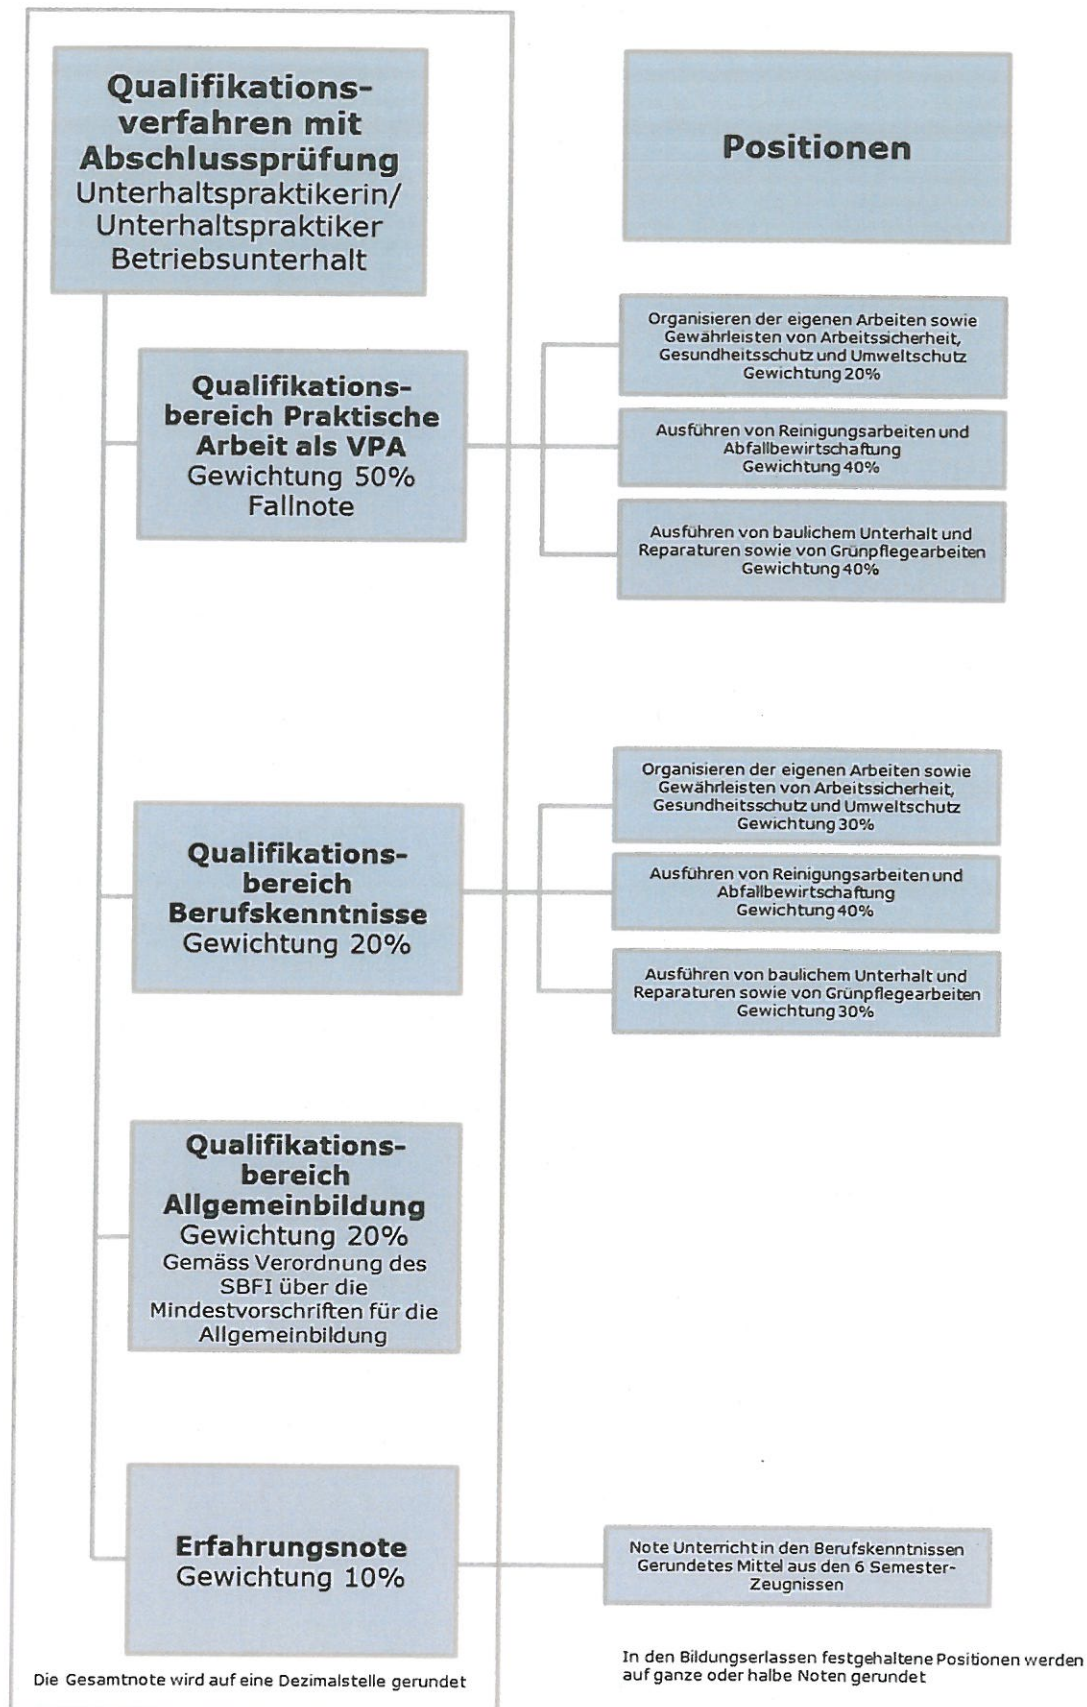 Qualifikations-
verfahren mit
Abschlussprüfung
Unterhaltspraktikerin/
Unterhaltspraktiker
Betriebsunterhalt
Positionen
Qualifikations-
bereich Praktische
Arbeit als VPA
Gewichtung 50%
Fallnote
Organisieren der eigenen Arbeiten sowie
Gewährleisten von Arbeitssicherheit,
Gesundheitsschutz und Umweltschutz
Gewichtung 20%
Ausführen von Reinigungsarbeiten und
Abfallbewirtschaftung
Gewichtung 40%
Ausführen von baulichem Unterhalt und
Reparaturen sowie von Grünpflegearbeiten
Gewichtung 40%
Qualifikations-
bereich
Berufskenntnisse
Gewichtung 20%
Organisieren der eigenen Arbeiten sowie
Gewährleisten von Arbeitssicherheit,
Gesundheitsschutz und Umweltschutz
Gewichtung 30%
Ausführen von Reinigungsarbeiten und
Abfallbewirtschaftung
Gewichtung 40%
Ausführen von baulichem Unterhalt und
Reparaturen sowie von Grünpflegearbeiten
Gewichtung 30%
Qualifikations-
bereich
Allgemeinbildung
Gewichtung 20%
Gemäss Verordnung des
SBFI über die
Mindestvorschriften für die
Allgemeinbildung
Erfahrungsnote
Gewichtung 10%
Note Unterricht in den Berufskenntnissen
Gerundetes Mittel aus den 6 Semester-
Zeugnissen
Die Gesamtnote wird auf eine Dezimalstelle gerundet
In den Bildungserlassen festgehaltene Positionen werden
auf ganze oder halbe Noten gerundet